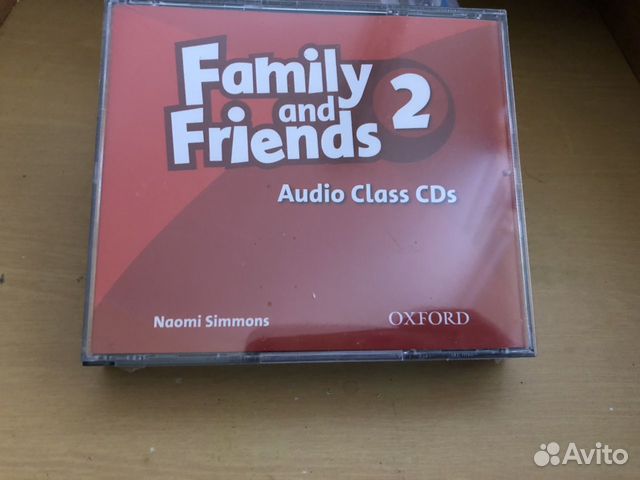 Family
and 2
Friends
Audio Class CDs
Naomi Simmons OXFORD
Avito